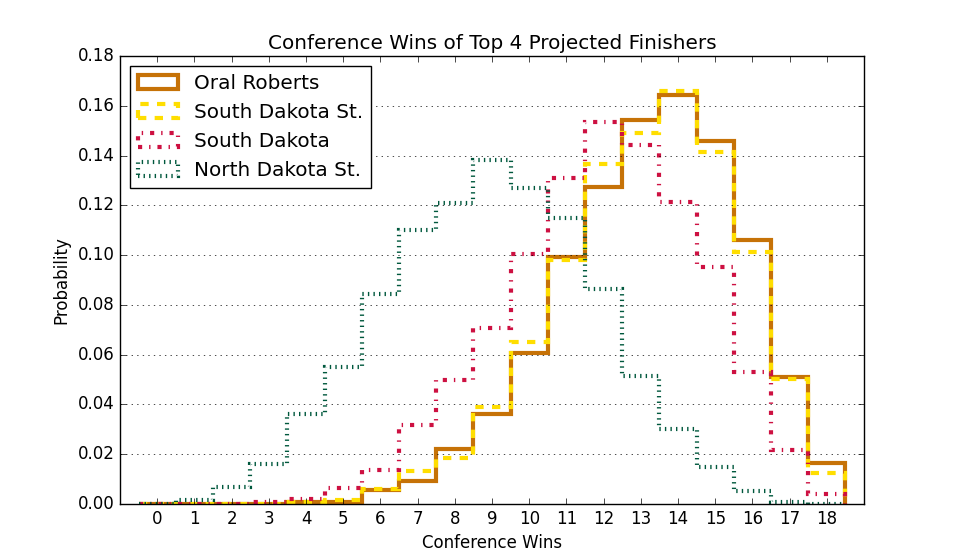 Conference Wins of Top 4 Projected Finishers
0.18
0.16
0.14
0.12
0.10
0.08
0.06
0.04
0.02
0.00
Probability
Oral Roberts
South Dakota St.
South Dakota
North Dakota St.
0 1 2 3 4 5 6 7 8 9 10 11 12 13 14 15 16 17 18
Conference Wins